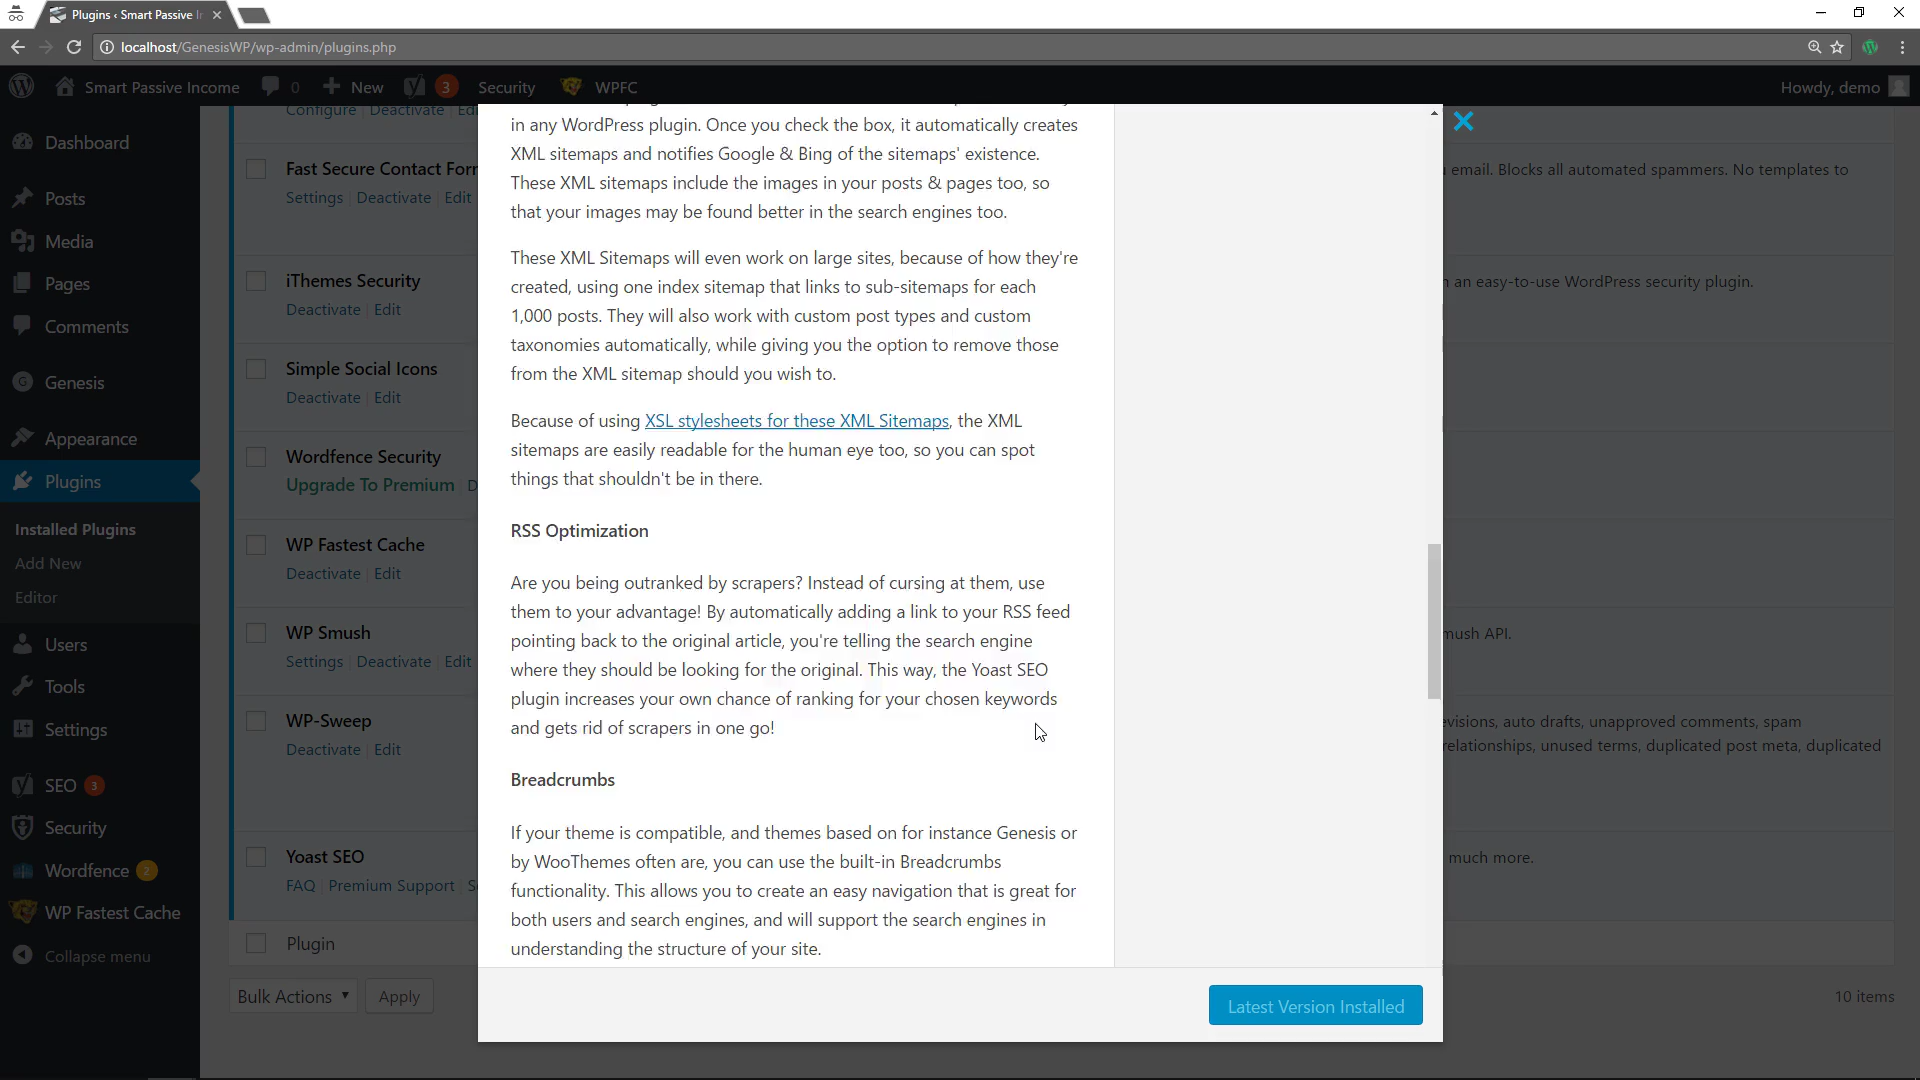 Plugins ‹ Smart Passive In
localhost/GenesisWP/wp-admin/plugins.php
Smart Passive Income
0
New
3
Security
WPFC
Howdy, demo
Dashboard
Posts
Media
Pages
Comments
Genesis
Appearance
Plugins
Installed Plugins
Add New
Editor
Users
Tools
Settings
SEO 3
Security
Wordfence 2
WP Fastest Cache
Collapse menu
Configure | Deactivate | Edi
Fast Secure Contact For
Settings | Deactivate | Edit
iThemes Security
Deactivate | Edit
Simple Social Icons
Deactivate | Edit
Wordfence Security
Upgrade To Premium | D
WP Fastest Cache
Deactivate | Edit
WP Smush
Settings | Deactivate | Edit
WP-Sweep
Deactivate | Edit
Yoast SEO
FAQ | Premium Support | S
Plugin
Bulk Actions
Apply
in any WordPress plugin. Once you check the box, it automatically creates
XML sitemaps and notifies Google & Bing of the sitemaps' existence.
These XML sitemaps include the images in your posts & pages too, so
that your images may be found better in the search engines too.
These XML Sitemaps will even work on large sites, because of how they're
created, using one index sitemap that links to sub-sitemaps for each
1,000 posts. They will also work with custom post types and custom
taxonomies automatically, while giving you the option to remove those
from the XML sitemap should you wish to.
Because of using XSL stylesheets for these XML Sitemaps, the XML
sitemaps are easily readable for the human eye too, so you can spot
things that shouldn't be in there.
RSS Optimization
Are you being outranked by scrapers? Instead of cursing at them, use
them to your advantage! By automatically adding a link to your RSS feed
pointing back to the original article, you're telling the search engine
where they should be looking for the original. This way, the Yoast SEO
plugin increases your own chance of ranking for your chosen keywords
and gets rid of scrapers in one go!
Breadcrumbs
If your theme is compatible, and themes based on for instance Genesis or
by WooThemes often are, you can use the built-in Breadcrumbs
functionality. This allows you to create an easy navigation that is great for
both users and search engines, and will support the search engines in
understanding the structure of your site.
Latest Version Installed
email. Blocks all automated spammers. No templates to
an easy-to-use WordPress security plugin.
mush API.
evisions, auto drafts, unapproved comments, spam
relationships, unused terms, duplicated post meta, duplicated
much more.
10 items